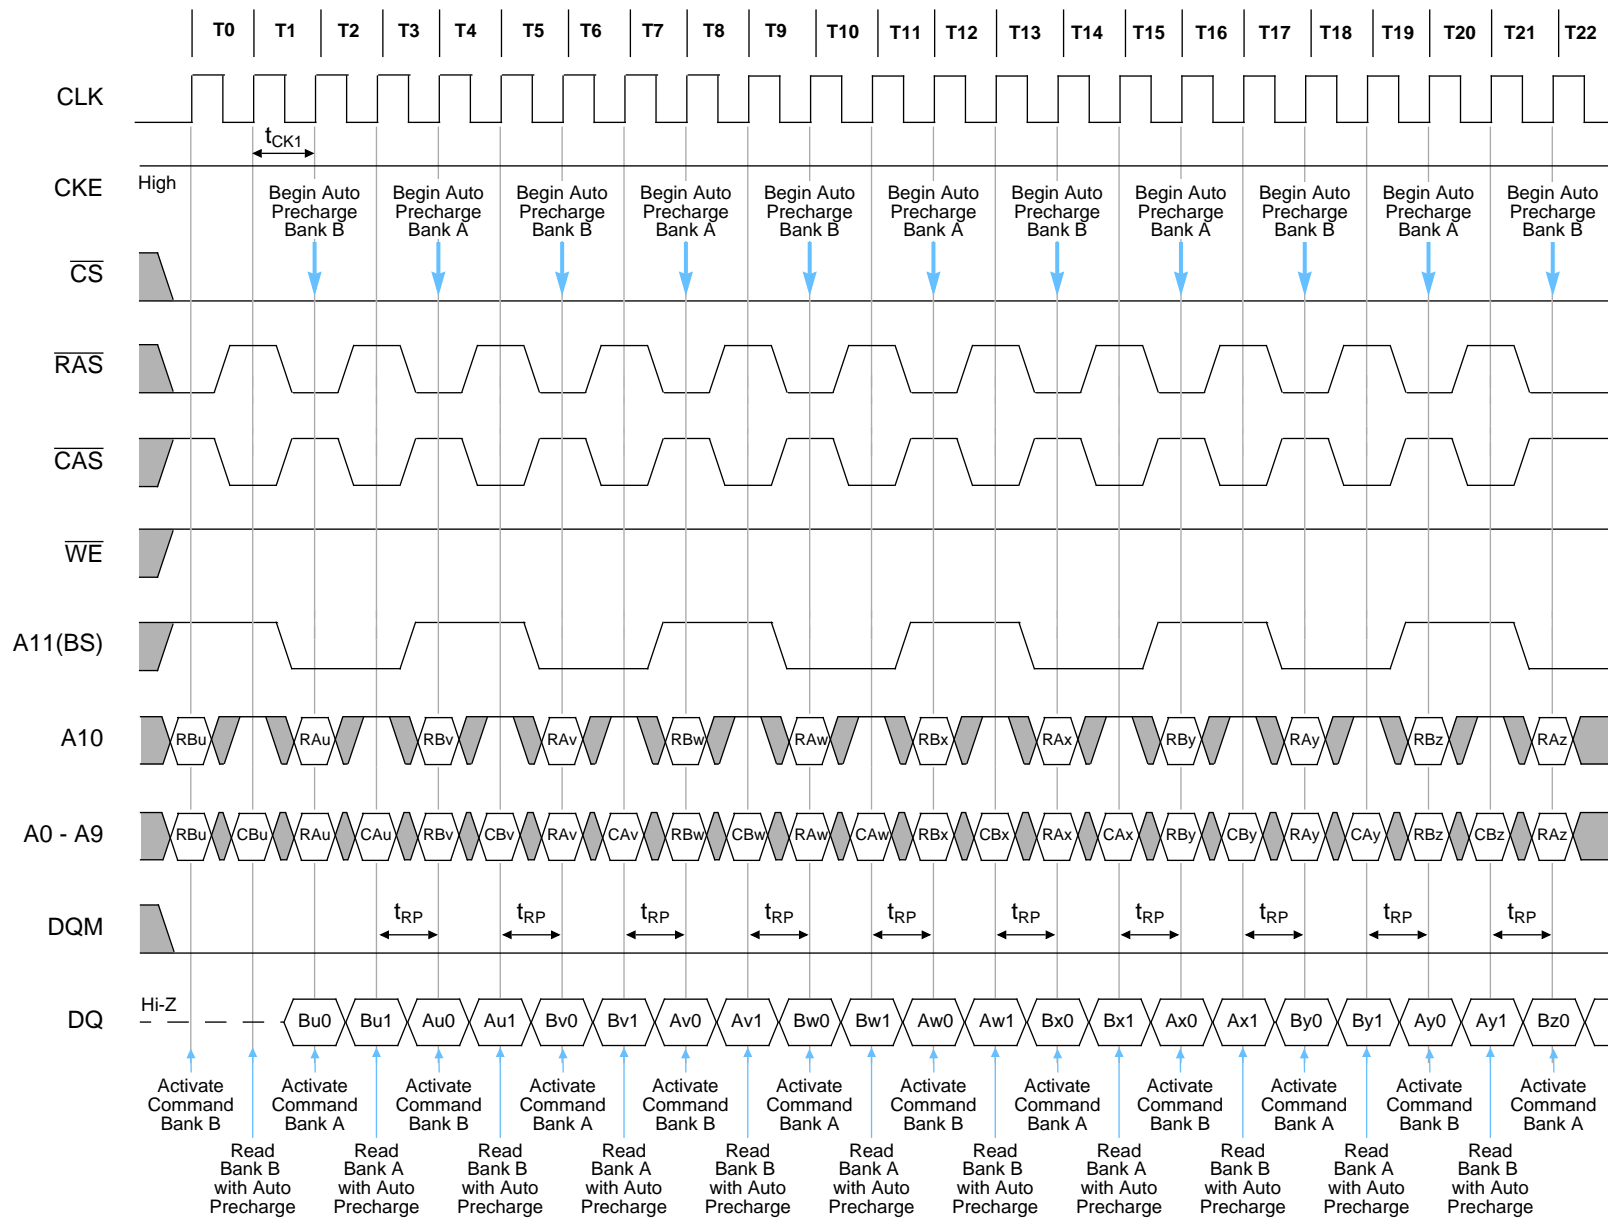 T0 T1 T2 T3 T4 T5 T6 T7 T8 T9 T10 T11 T12 T13 T14 T15 T16 T17 T18 T19 T20 T21 T22
CLK
tCK1
CKE
High
Begin Auto Begin Auto Begin Auto Begin Auto Begin Auto Begin Auto Begin Auto Begin Auto Begin Auto Begin Auto Begin Auto
Precharge Precharge Precharge Precharge Precharge Precharge Precharge Precharge Precharge Precharge Precharge
Bank B Bank A Bank B Bank A Bank B Bank A Bank B Bank A Bank B Bank A Bank B
CS
RAS
CAS
WE
A11(BS)
A10 RBu RAu RBv RAv RBw RAw RBx RAx RBy RAy RBz RAz
A0 - A9 RBu CBu RAu CAu RBv CBv RAv CAv RBw CBw RAw CAw RBx CBx RAx CAx RBy CBy RAy CAy RBz CBz RAz
DQM tRP tRP tRP tRP tRP tRP tRP tRP tRP tRP
Hi-Z
DQ Bu0 Bu1 Au0 Au1 Bv0 Bv1 Av0 Av1 Bw0 Bw1 Aw0 Aw1 Bx0 Bx1 Ax0 Ax1 By0 By1 Ay0 Ay1 Bz0
Activate Activate Activate Activate Activate Activate Activate Activate Activate Activate Activate Activate
Command Command Command Command Command Command Command Command Command Command Command Command
Bank B Bank A Bank B Bank A Bank B Bank A Bank B Bank A Bank B Bank A Bank B Bank A
Read Read Read Read Read Read Read Read Read Read Read
Bank B Bank A Bank B Bank A Bank B Bank A Bank B Bank A Bank B Bank A Bank B
with Auto with Auto with Auto with Auto with Auto with Auto with Auto with Auto with Auto with Auto with Auto
Precharge Precharge Precharge Precharge Precharge Precharge Precharge Precharge Precharge Precharge Precharge